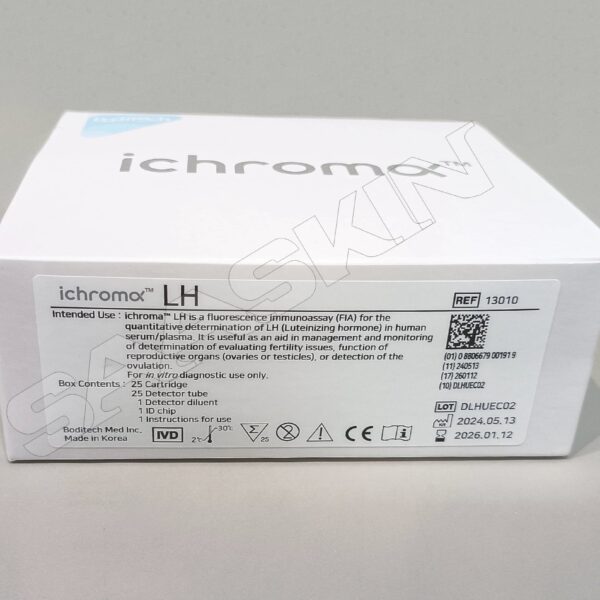 Boditech
ichroma™
SARA SKIN
ichroma™ LH
REF 13010
Intended Use : ichroma™ LH is a fluorescence immunoassay (FIA) for the
quantitative determination of LH (Luteinizing hormone) in human
serum/plasma. It is useful as an aid in management and monitoring
of determination of evaluating fertility issues, function of
reproductive organs (ovaries or testicles), or detection of the
ovulation.
For in vitro diagnostic use only.
Box Contents : 25 Cartridge
25 Detector tube
1 Detector diluent
1 ID chip
1 Instructions for use
(01) 0 8806679 00191 9
(11) 240513
(17) 260112
(10) DLHUEC02
LOT DLHUEC02
2024.05.13
2026.01.12
Boditech Med Inc.
Made in Korea
IVD
2℃
30℃
Σ
25
2
CE
i